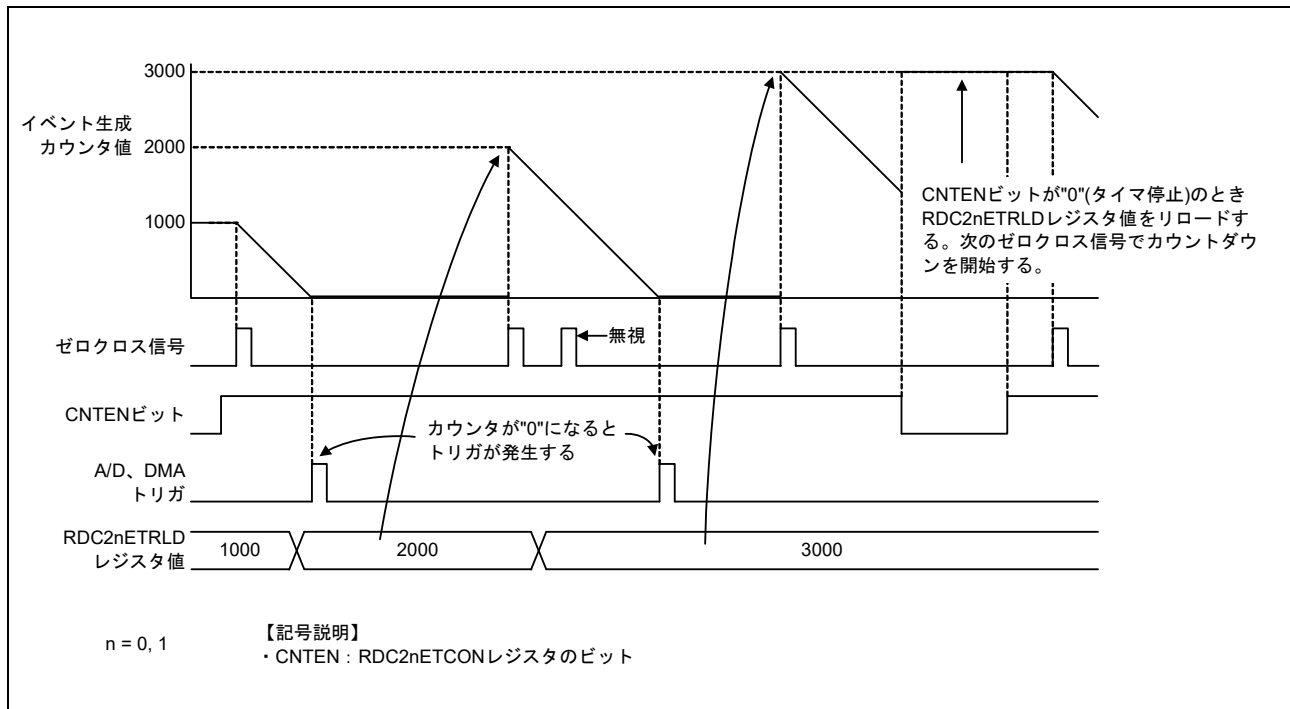 3000
イベント生成
カウンタ値
2000
1000
CNTENビットが"0"(タイマ停止)のとき
RDC2nETRLDレジスタ値をリロードす
る。次のゼロクロス信号でカウントダウ
ンを開始する。
ゼロクロス信号
無視
CNTENビット
カウンタが"0"になると
トリガが発生する
A/D、DMA
トリガ
RDC2nETRLD
レジスタ値
1000
2000
3000
n = 0, 1
【記号説明】
・CNTEN : RDC2nETCONレジスタのビット